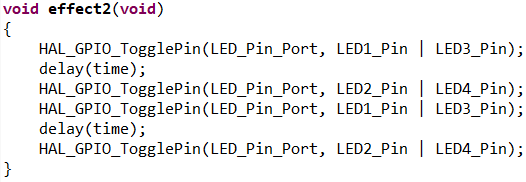 void effect2(void)
{
    HAL_GPIO_TogglePin(LED_Pin_Port, LED1_Pin | LED3_Pin);
    delay(time);
    HAL_GPIO_TogglePin(LED_Pin_Port, LED2_Pin | LED4_Pin);
    HAL_GPIO_TogglePin(LED_Pin_Port, LED1_Pin | LED3_Pin);
    delay(time);
    HAL_GPIO_TogglePin(LED_Pin_Port, LED2_Pin | LED4_Pin);
}